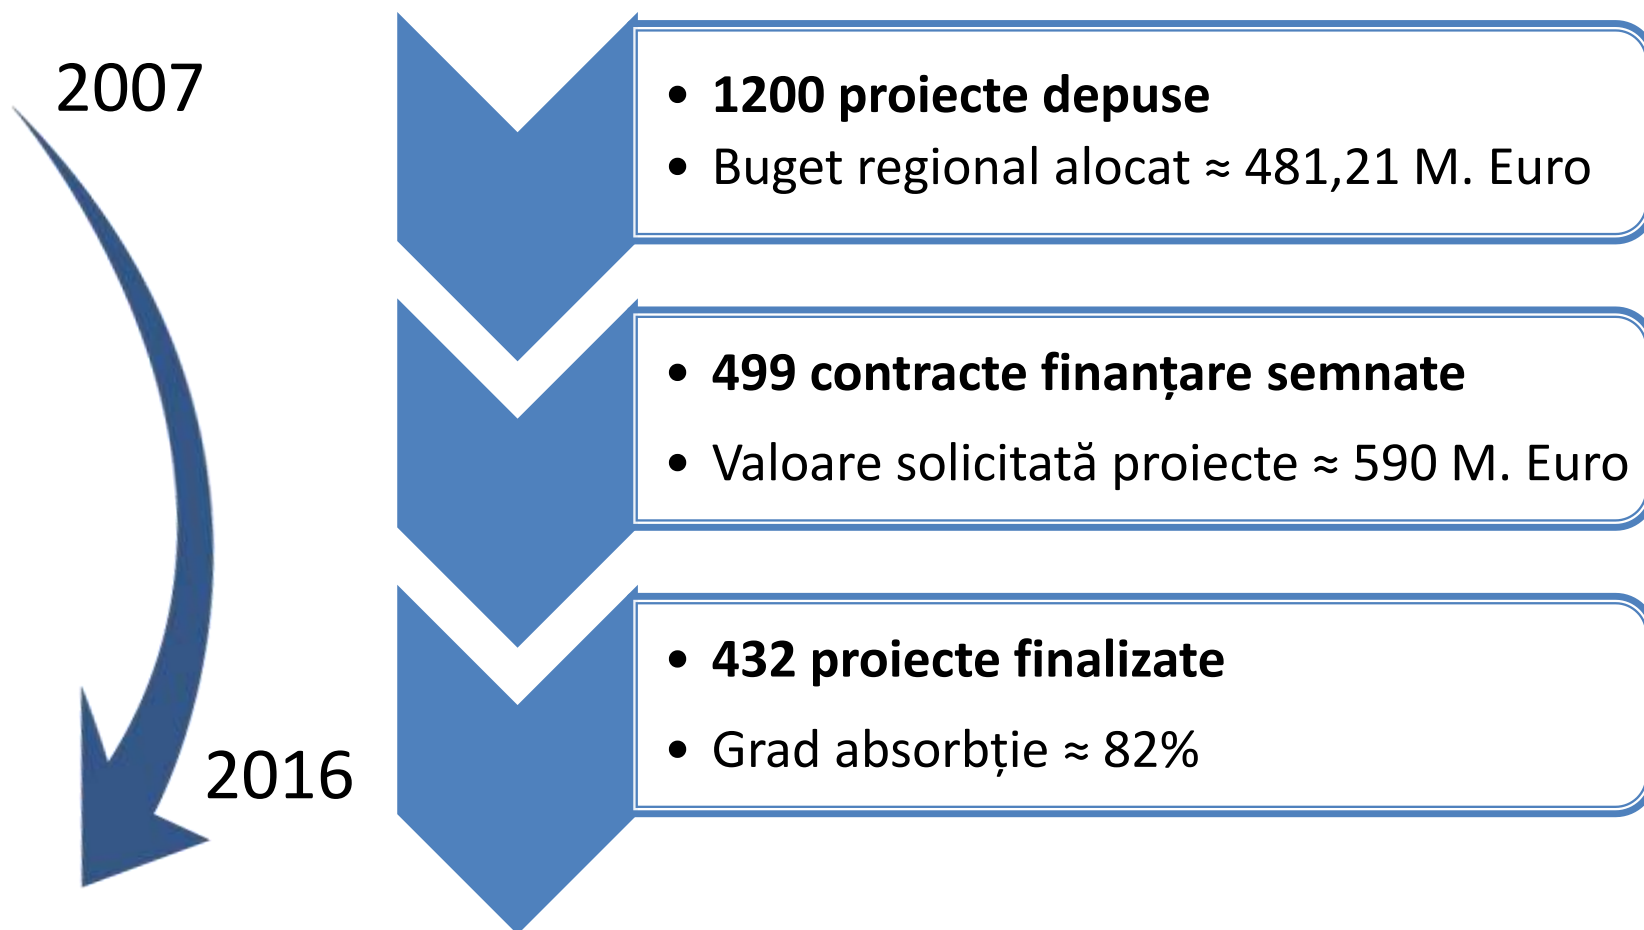 2007
• 1200 proiecte depuse
• Buget regional alocat ≈ 481,21 M. Euro
• 499 contracte finanțare semnate
• Valoare solicitată proiecte ≈ 590 M. Euro
• 432 proiecte finalizate
• Grad absorbție ≈ 82%
2016